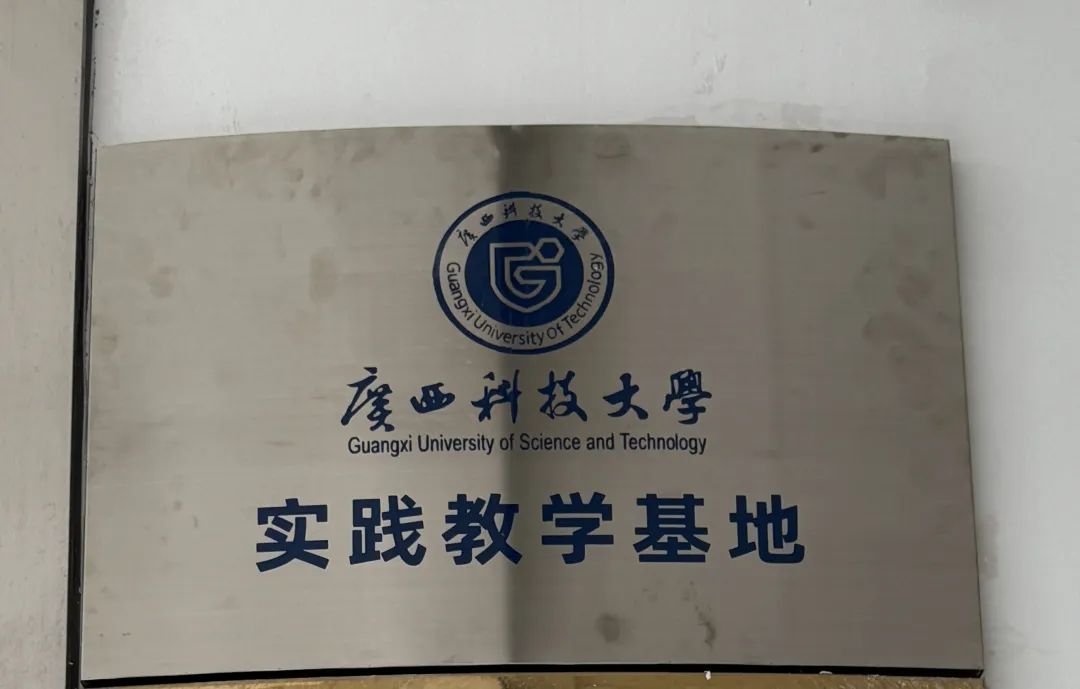 廣西科技大學
Guangxi University Of Technology
廣西科技大學
Guangxi University of Science and Technology
实践教学基地